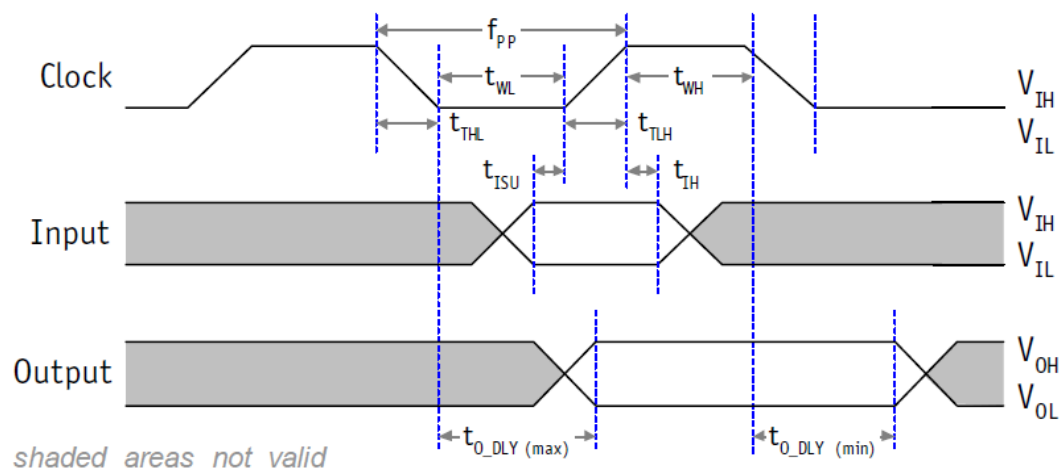 f_PP
Clock
t_WL
t_WH
V_IH
t_THL
t_TLH
V_IL
t_ISU
t_IH
Input
V_IH
V_IL
Output
V_OH
V_OL
t_O_DLY (max)
t_O_DLY (min)
shaded areas not valid